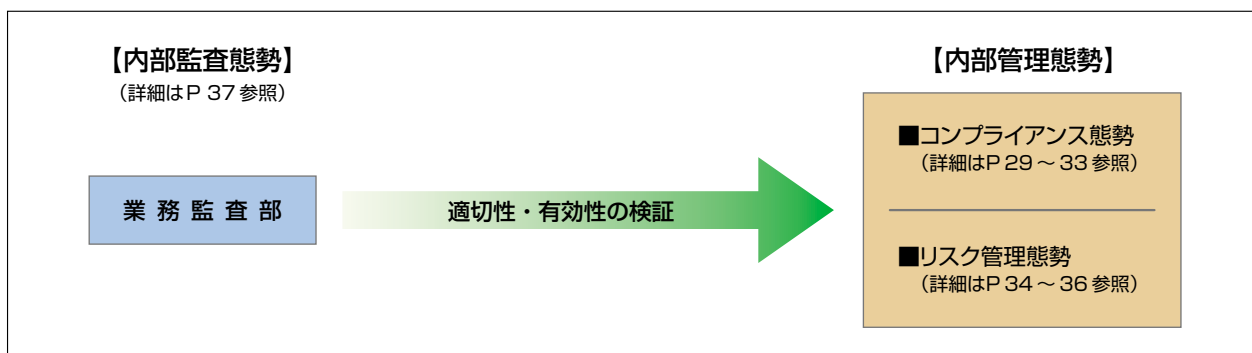 【内部監査態勢】
（詳細はP 37 参照）
業務監査部
適切性・有効性の検証
【内部管理態勢】
■コンプライアンス態勢
（詳細はP 29 ～ 33 参照）
■リスク管理態勢
（詳細はP 34 ～ 36 参照）